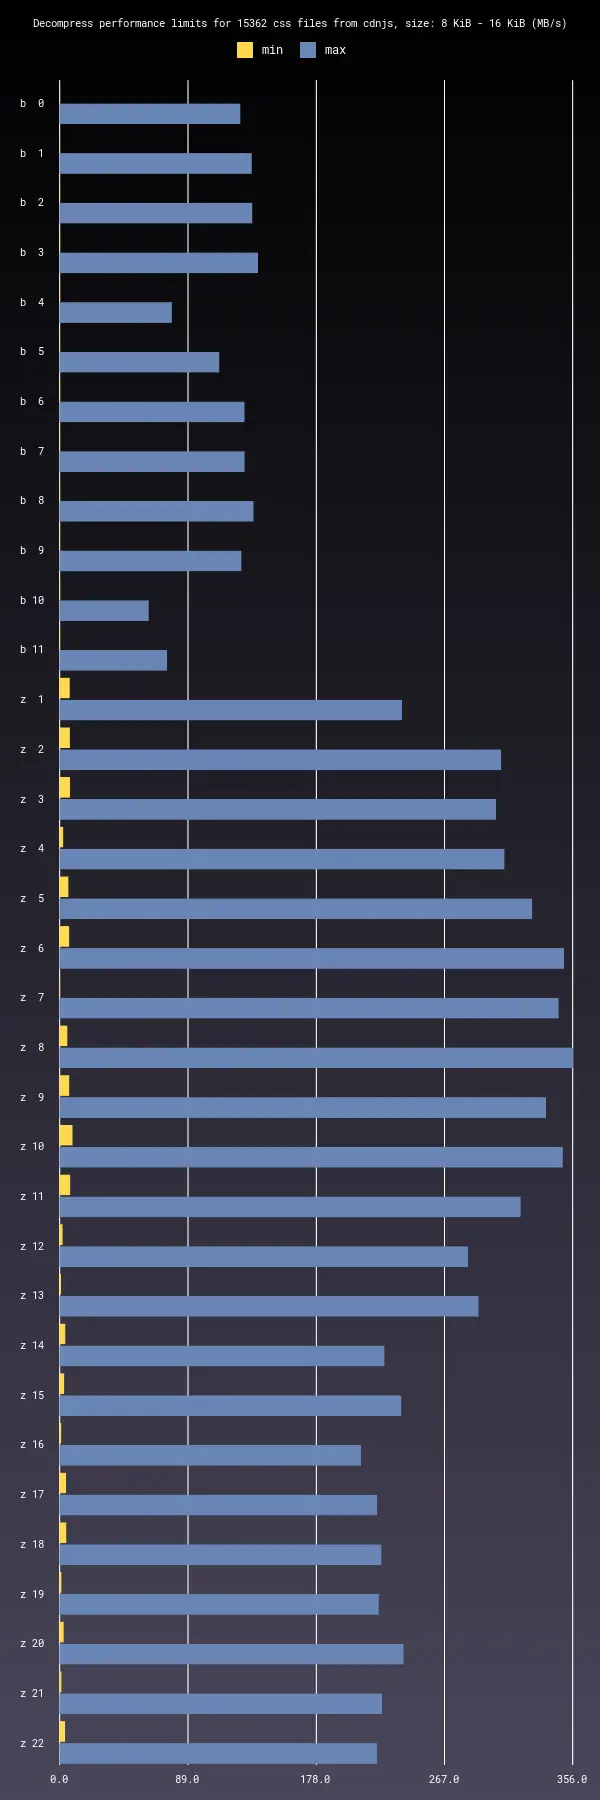 Decompress performance limits for 15362 css files from cdnjs, size: 8 KiB - 16 KiB (MB/s)
min max
b 0
b 1
b 2
b 3
b 4
b 5
b 6
b 7
b 8
b 9
b 10
b 11
z 1
z 2
z 3
z 4
z 5
z 6
z 7
z 8
z 9
z 10
z 11
z 12
z 13
z 14
z 15
z 16
z 17
z 18
z 19
z 20
z 21
z 22
0.0 89.0 178.0 267.0 356.0